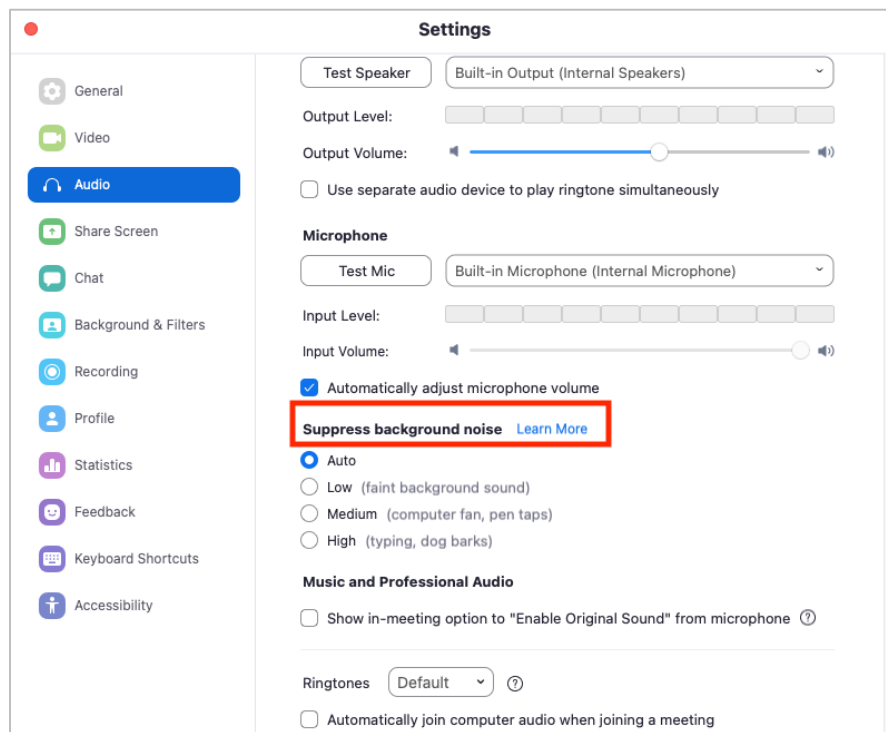 Settings
General
Video
Audio
Share Screen
Chat
Background & Filters
Recording
Profile
Statistics
Feedback
Keyboard Shortcuts
Accessibility
Test Speaker Built-in Output (Internal Speakers)
Output Level:
Output Volume:
Use separate audio device to play ringtone simultaneously
Microphone
Test Mic Built-in Microphone (Internal Microphone)
Input Level:
Input Volume:
Automatically adjust microphone volume
Suppress background noise Learn More
Auto
Low (faint background sound)
Medium (computer fan, pen taps)
High (typing, dog barks)
Music and Professional Audio
Show in-meeting option to "Enable Original Sound" from microphone ?
Ringtones Default ?
Automatically join computer audio when joining a meeting